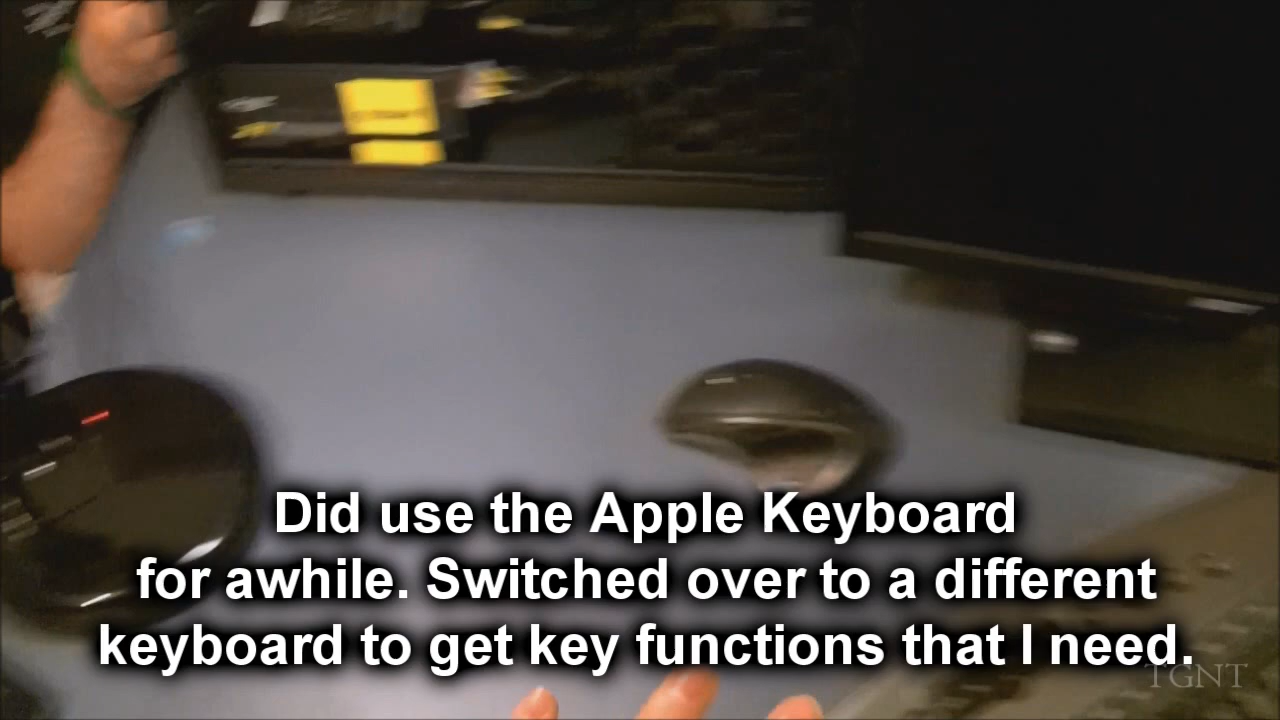 Did use the Apple Keyboard
for awhile. Switched over to a different
keyboard to get key functions that I need.
TGNT